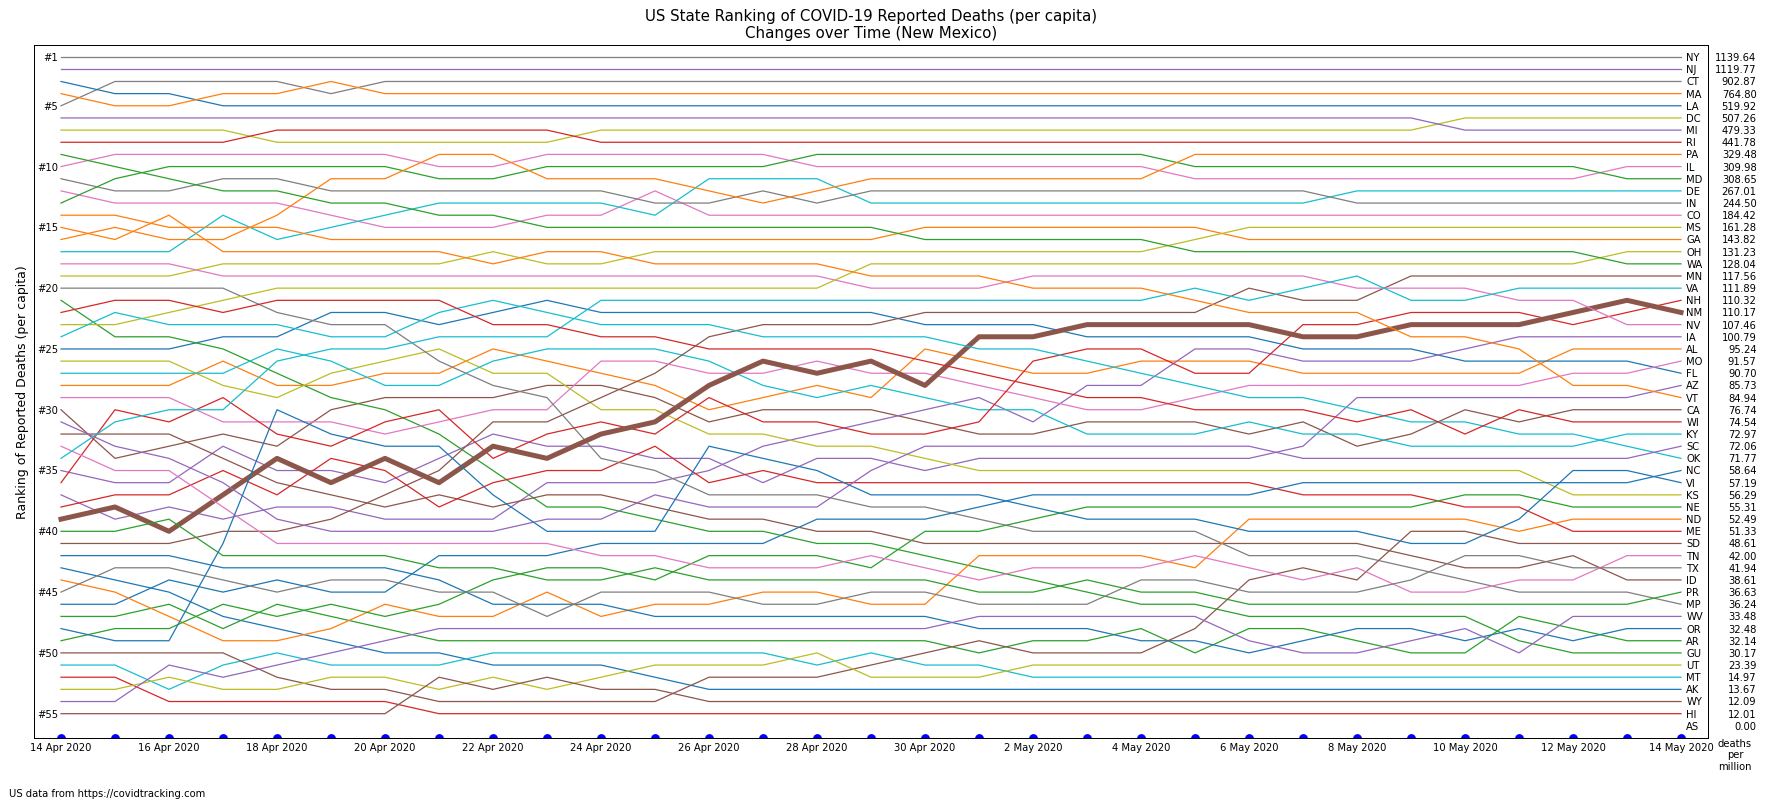 US State Ranking of COVID-19 Reported Deaths (per capita)
Changes over Time (New Mexico)
Ranking of Reported Deaths (per capita)
#1
#5
#10
#15
#20
#25
#30
#35
#40
#45
#50
#55
NY 1139.64
NJ 1119.77
CT 902.87
MA 764.80
LA 519.92
DC 507.26
MI 479.33
RI 441.78
PA 329.48
IL 309.98
MD 308.65
DE 267.01
IN 244.50
CO 184.42
MS 161.28
GA 143.82
OH 131.23
WA 128.04
MN 117.56
VA 111.89
NH 110.32
NM 110.17
NV 107.46
IA 100.79
AL 95.24
MO 91.57
FL 90.70
AZ 85.73
VT 84.94
CA 76.74
WI 74.54
KY 72.97
SC 72.06
OK 71.77
NC 58.64
VI 57.19
KS 56.29
NE 55.31
ND 52.49
ME 51.33
SD 48.61
TN 42.00
TX 41.94
ID 38.61
PR 36.63
MP 36.24
WV 33.48
OR 32.48
AR 32.14
GU 30.17
UT 23.39
MT 14.97
AK 13.67
WY 12.09
HI 12.01
AS 0.00
14 Apr 2020 16 Apr 2020 18 Apr 2020 20 Apr 2020 22 Apr 2020 24 Apr 2020 26 Apr 2020 28 Apr 2020 30 Apr 2020 2 May 2020 4 May 2020 6 May 2020 8 May 2020 10 May 2020 12 May 2020 14 May 2020
deaths
per
million
US data from https://covidtracking.com